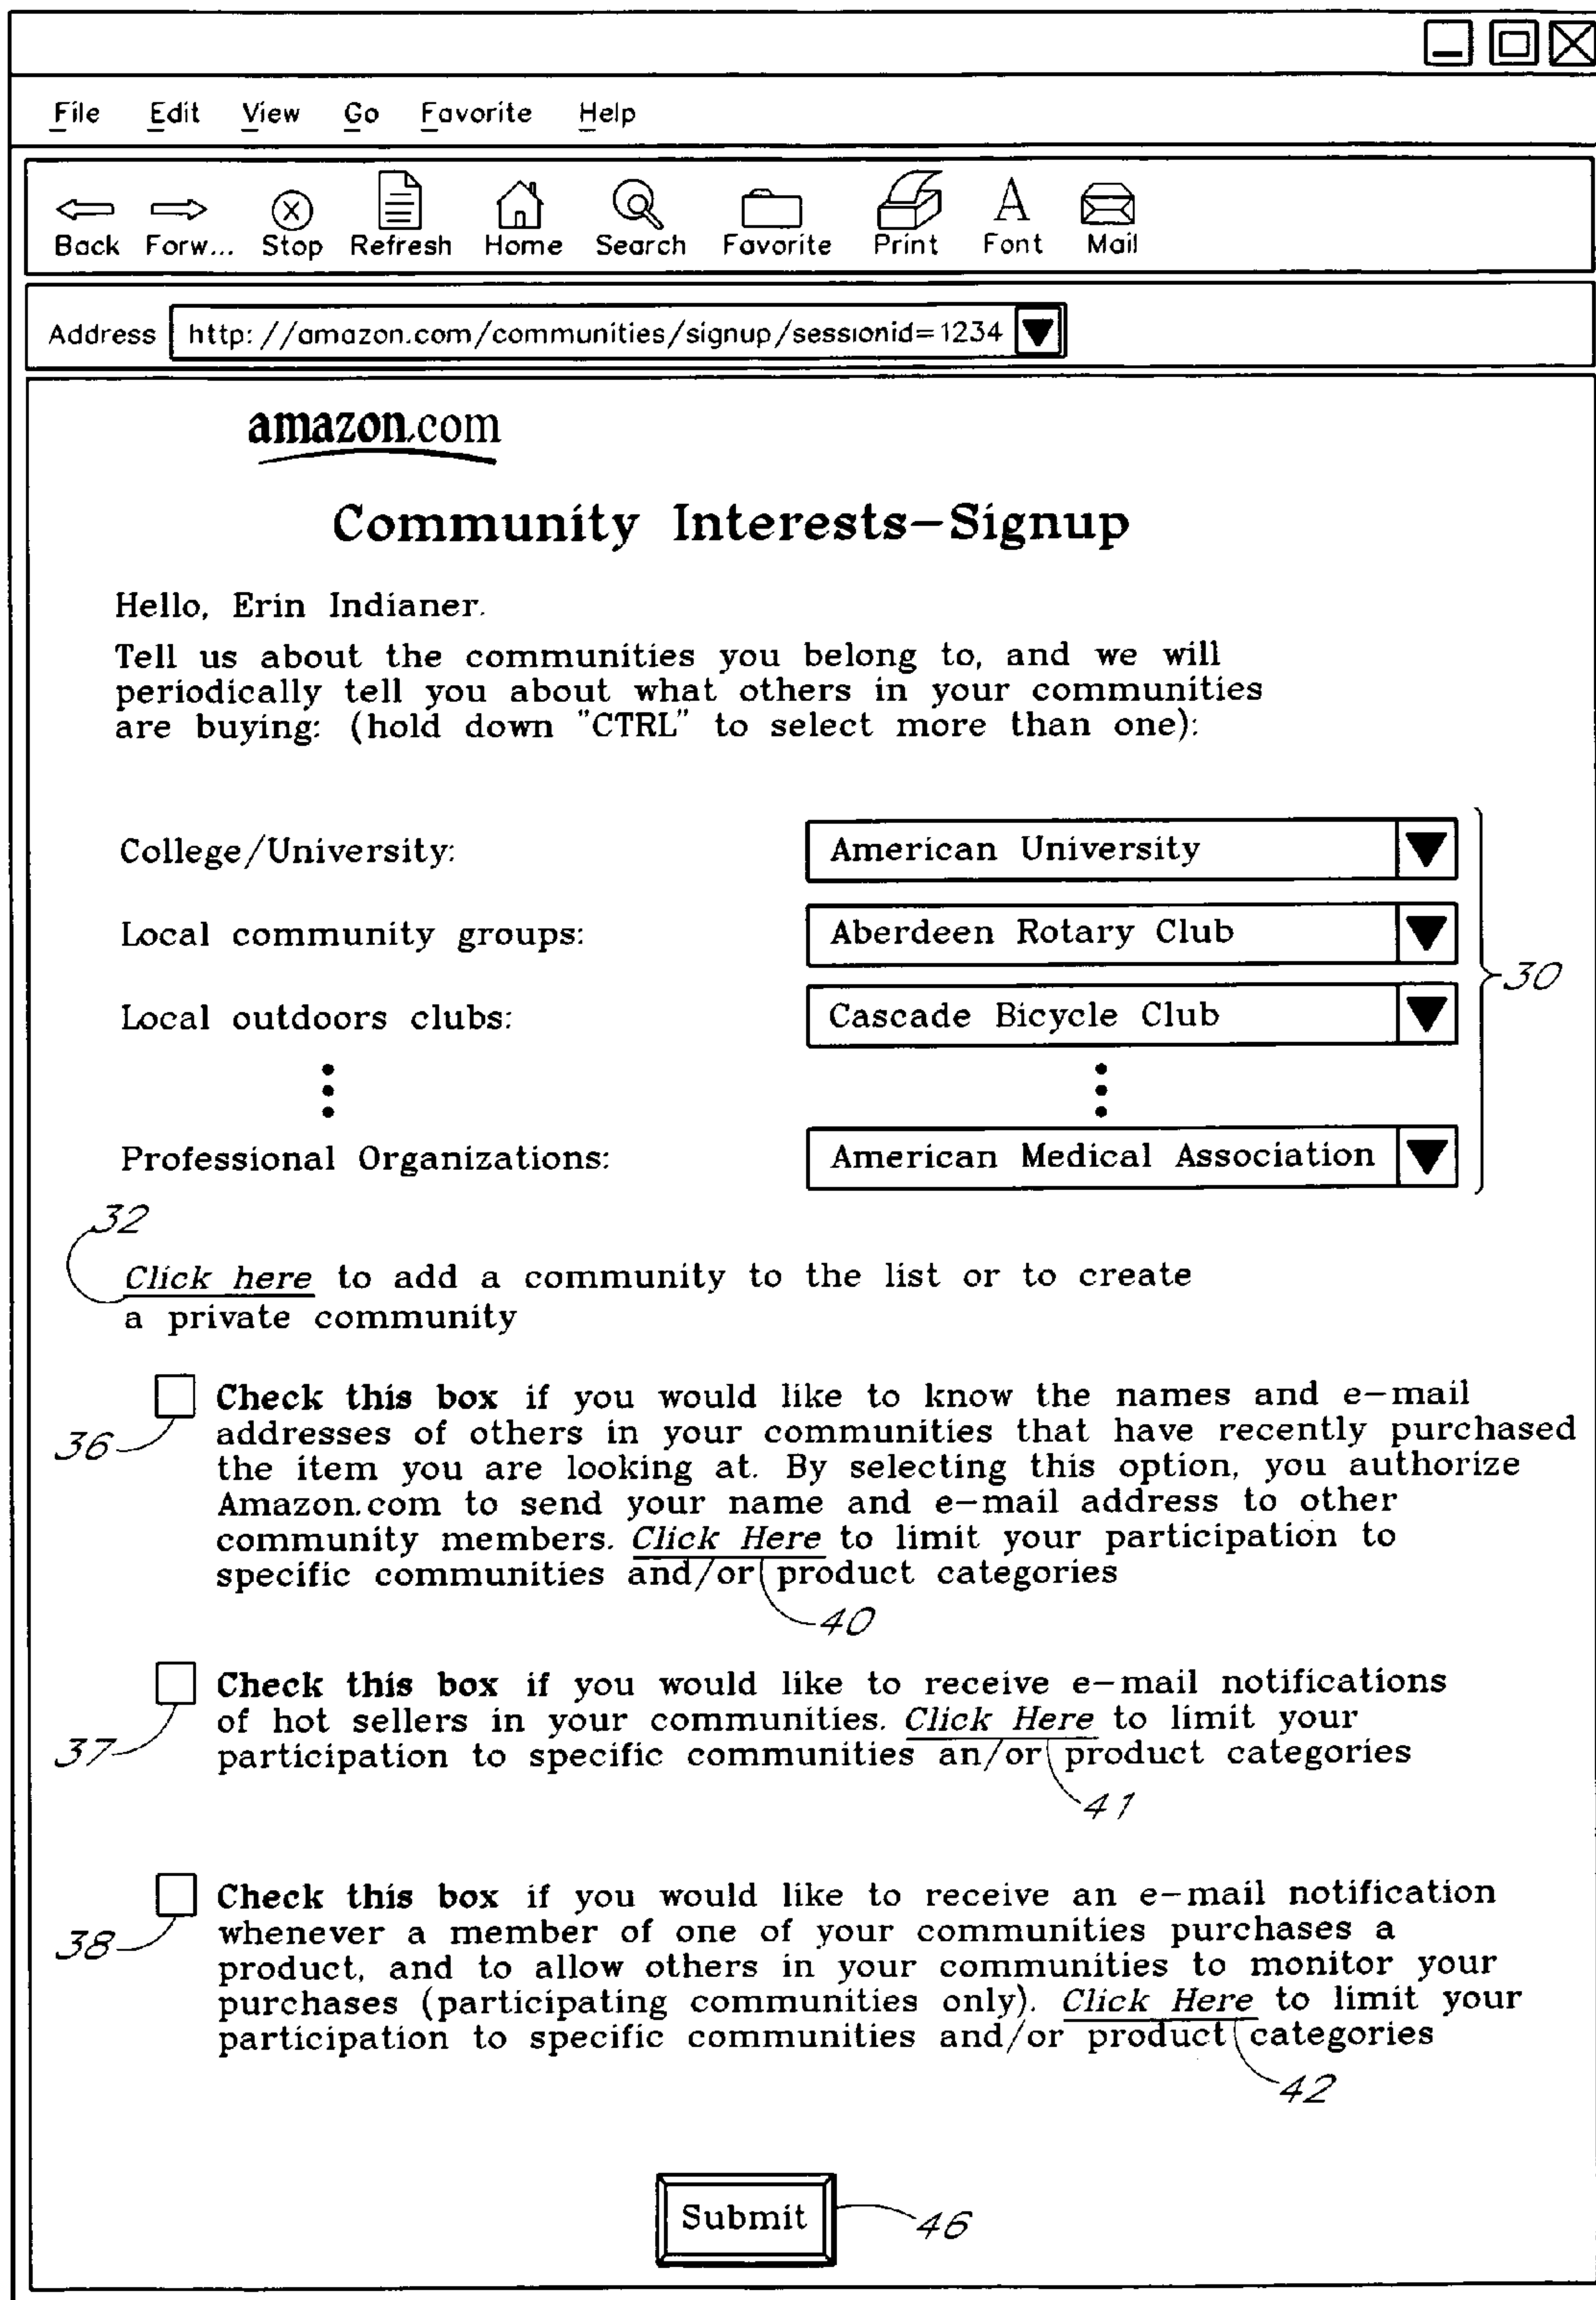 File Edit View Go Favorite Help
Back Forw... Stop Refresh Home Search Favorite Print Font Mail
Address http://amazon.com/communities/signup/sessionid=1234
amazon.com
Community Interests-Signup
Hello, Erin Indianer.
Tell us about the communities you belong to, and we will
periodically tell you about what others in your communities
are buying: (hold down "CTRL" to select more than one):
College/University: American University
Local community groups: Aberdeen Rotary Club
30
Local outdoors clubs: Cascade Bicycle Club
Professional Organizations: American Medical Association
32
Click here to add a community to the list or to create
a private community
Check this box if you would like to know the names and e-mail
addresses of others in your communities that have recently purchased
36
the item you are looking at. By selecting this option, you authorize
Amazon.com to send your name and e-mail address to other
community members. Click Here to limit your participation to
specific communities and/or product categories
40
Check this box if you would like to receive e-mail notifications
of hot sellers in your communities. Click Here to limit your
37
participation to specific communities an/or product categories
41
Check this box if you would like to receive an e-mail notification
whenever a member of one of your communities purchases a
38
product, and to allow others in your communities to monitor your
purchases (participating communities only). Click Here to limit your
participation to specific communities and/or product categories
42
Submit
46